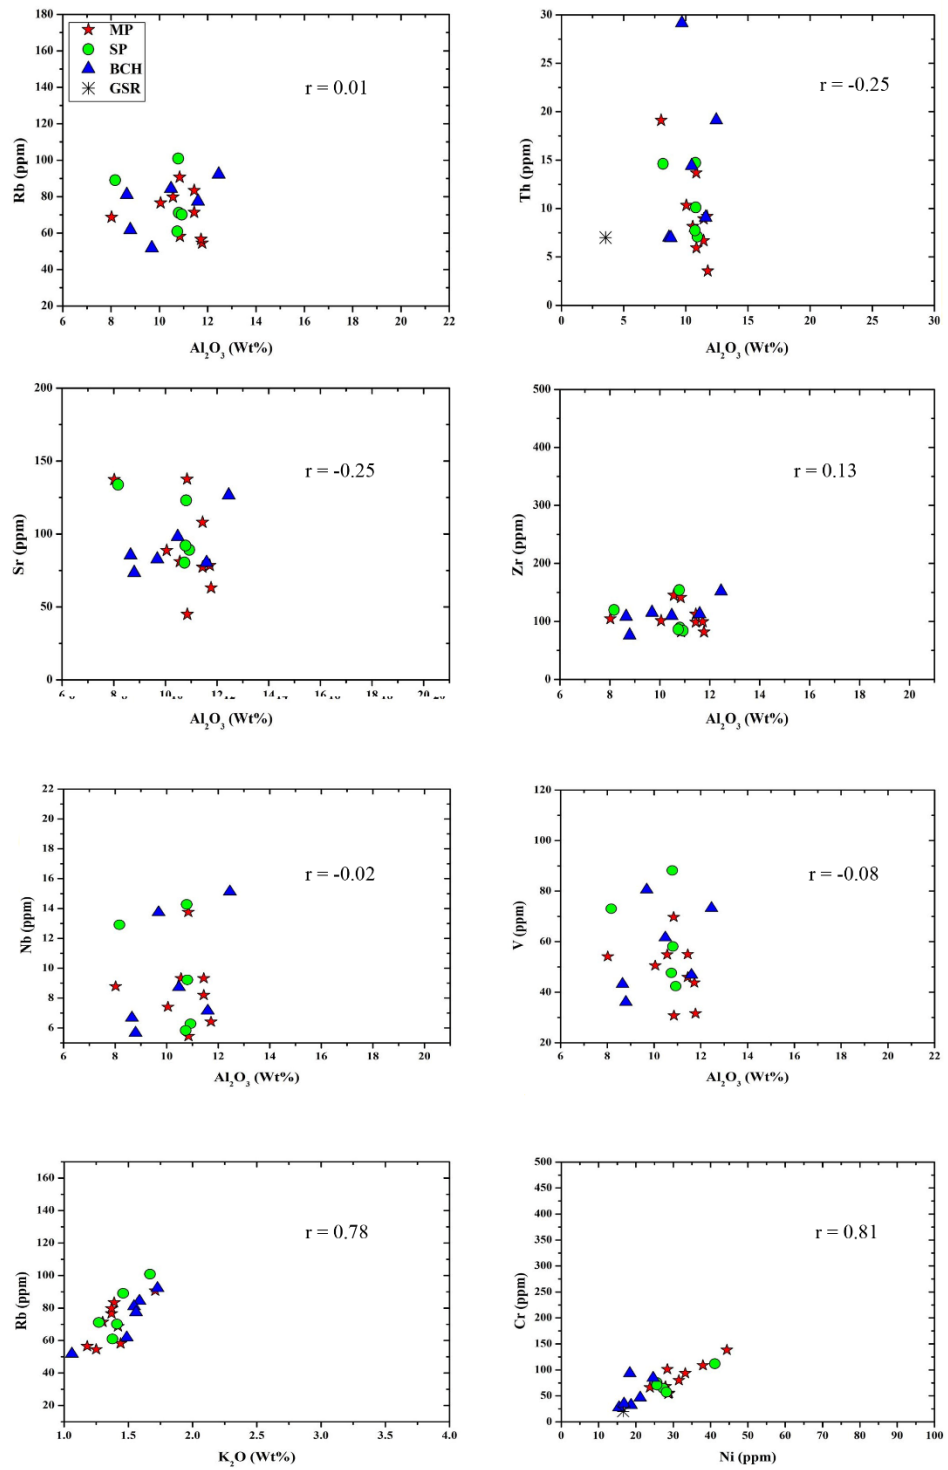 MP
SP
BCH
GSR
r = 0.01
180
160
140
120
100
80
60
40
20
Rb (ppm)
6 8 10 12 14 16 18 20 22
Al₂O₃ (Wt%)
r = -0.25
30
25
20
15
10
5
0
Th (ppm)
0 5 10 15 20 25 30
Al₂O₃ (Wt%)
r = -0.25
200
150
100
50
0
Sr (ppm)
Al₂O₃ (Wt%)
r = 0.13
500
400
300
200
100
0
Zr (ppm)
6 8 10 12 14 16 18 20
Al₂O₃ (Wt%)
r = -0.02
22
20
18
16
14
12
10
8
6
Nb (ppm)
6 8 10 12 14 16 18 20
Al₂O₃ (Wt%)
r = -0.08
120
100
80
60
40
20
V (ppm)
6 8 10 12 14 16 18 20 22
Al₂O₃ (Wt%)
r = 0.78
160
140
120
100
80
60
40
20
Rb (ppm)
1.0 1.5 2.0 2.5 3.0 3.5 4.0
K₂O (Wt%)
r = 0.81
500
450
400
350
300
250
200
150
100
50
0
Cr (ppm)
0 10 20 30 40 50 60 70 80 90 100
Ni (ppm)